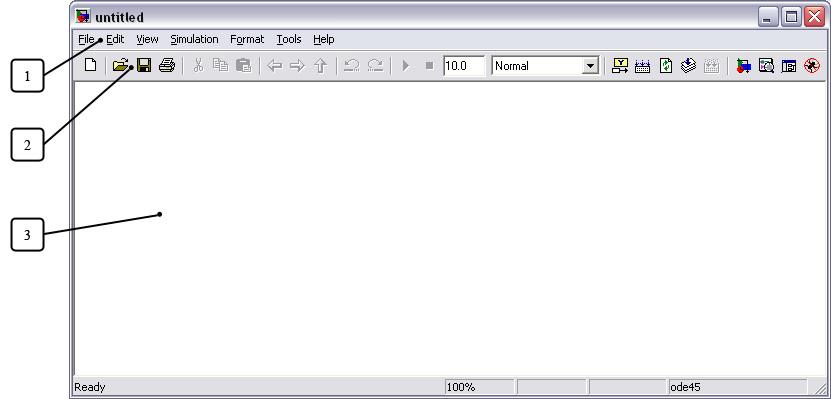 untitled
File Edit View Simulation Format Tools Help
1
10.0 Normal
2
3
Ready 100% ode45